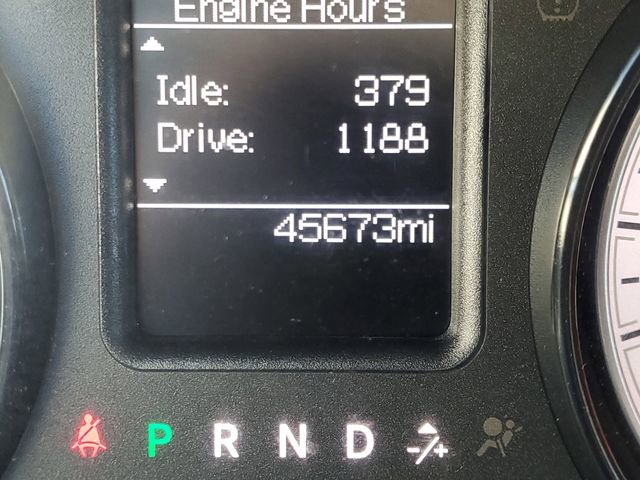 Engine Hours
Idle: 379
Drive: 1188
45673mi
P R N D -/+